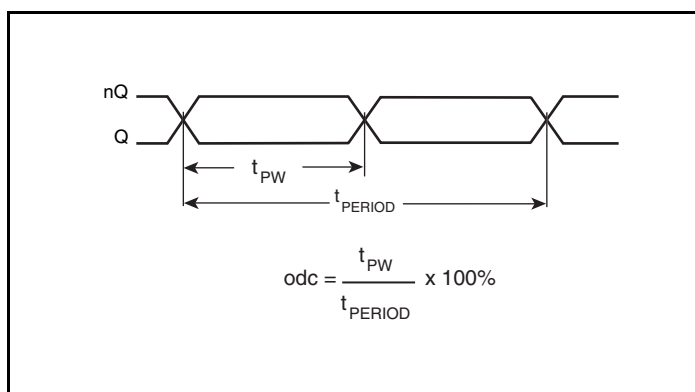 nQ
Q
tPW
tPERIOD
odc = tPW / tPERIOD x 100%